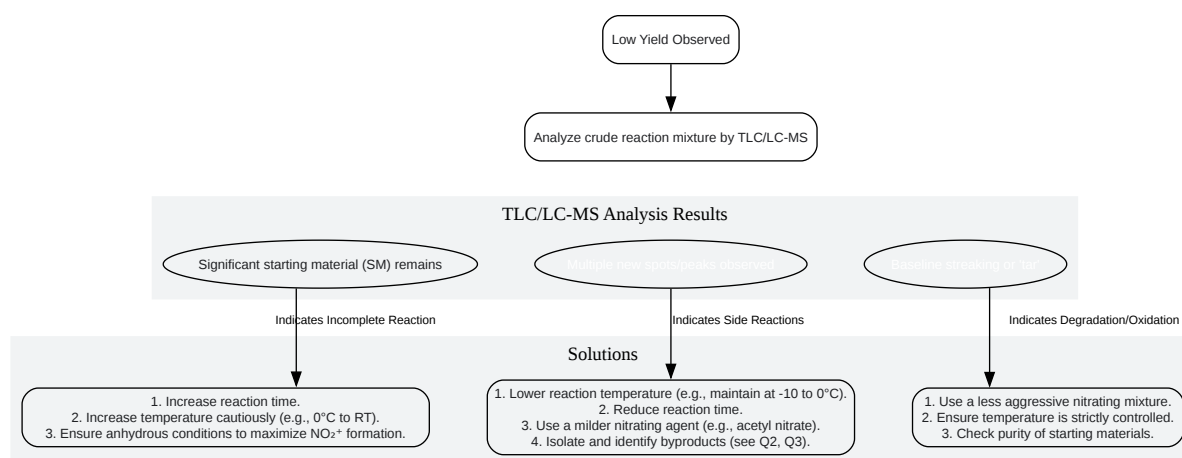 Low Yield Observed
Analyze crude reaction mixture by TLC/LC-MS
TLC/LC-MS Analysis Results
Significant starting material (SM) remains
Multiple new spots/peaks observed
Baseline streaking or 'tar'
Indicates Incomplete Reaction
Indicates Side Reactions
Indicates Degradation/Oxidation
Solutions
1. Increase reaction time.
2. Increase temperature cautiously (e.g., 0°C to RT).
3. Ensure anhydrous conditions to maximize NO₂⁺ formation.
1. Lower reaction temperature (e.g., maintain at -10 to 0°C).
2. Reduce reaction time.
3. Use a milder nitrating agent (e.g., acetyl nitrate).
4. Isolate and identify byproducts (see Q2, Q3).
1. Use a less aggressive nitrating mixture.
2. Ensure temperature is strictly controlled.
3. Check purity of starting materials.